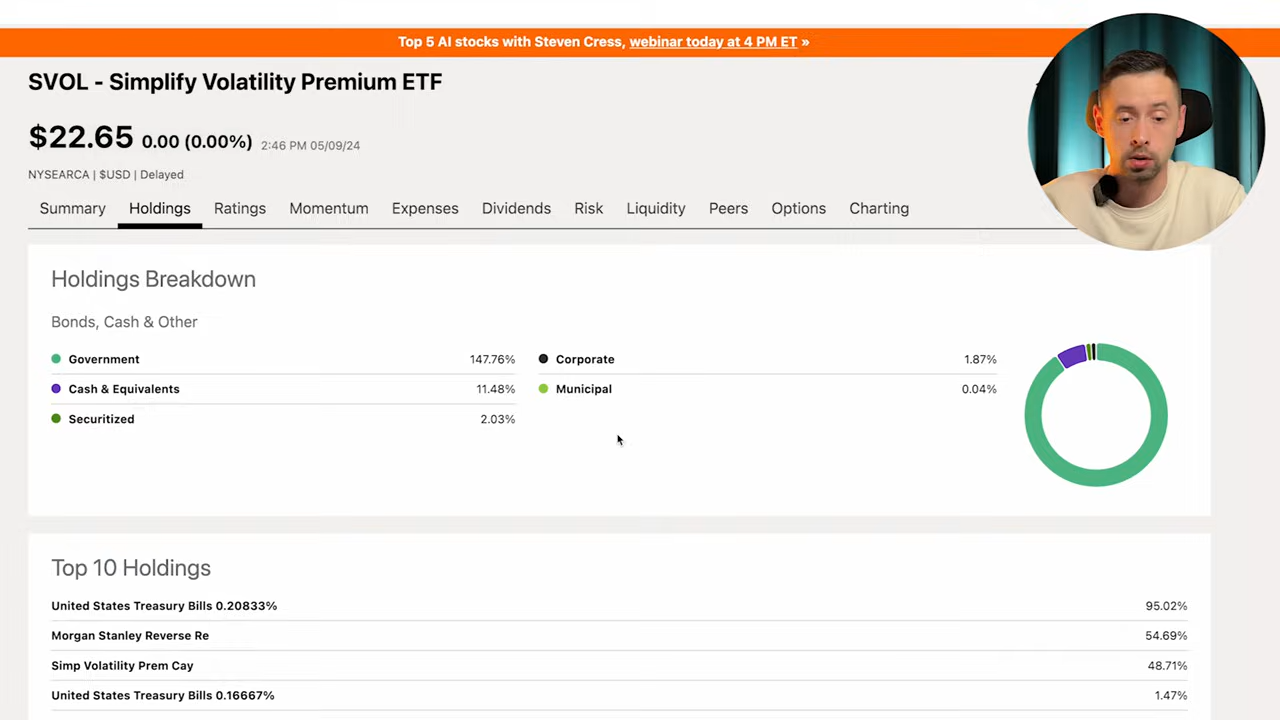 Top 5 AI stocks with Steven Cress, webinar today at 4 PM ET »
SVOL - Simplify Volatility Premium ETF
$22.65 0.00 (0.00%) 2:46 PM 05/09/24
NYSEARCA | $USD | Delayed
Summary Holdings Ratings Momentum Expenses Dividends Risk Liquidity Peers Options Charting
Holdings Breakdown
Bonds, Cash & Other
Government 147.76% Corporate 1.87%
Cash & Equivalents 11.48% Municipal 0.04%
Securitized 2.03%
Top 10 Holdings
United States Treasury Bills 0.20833% 95.02%
Morgan Stanley Reverse Re 54.69%
Simp Volatility Prem Cay 48.71%
United States Treasury Bills 0.16667% 1.47%